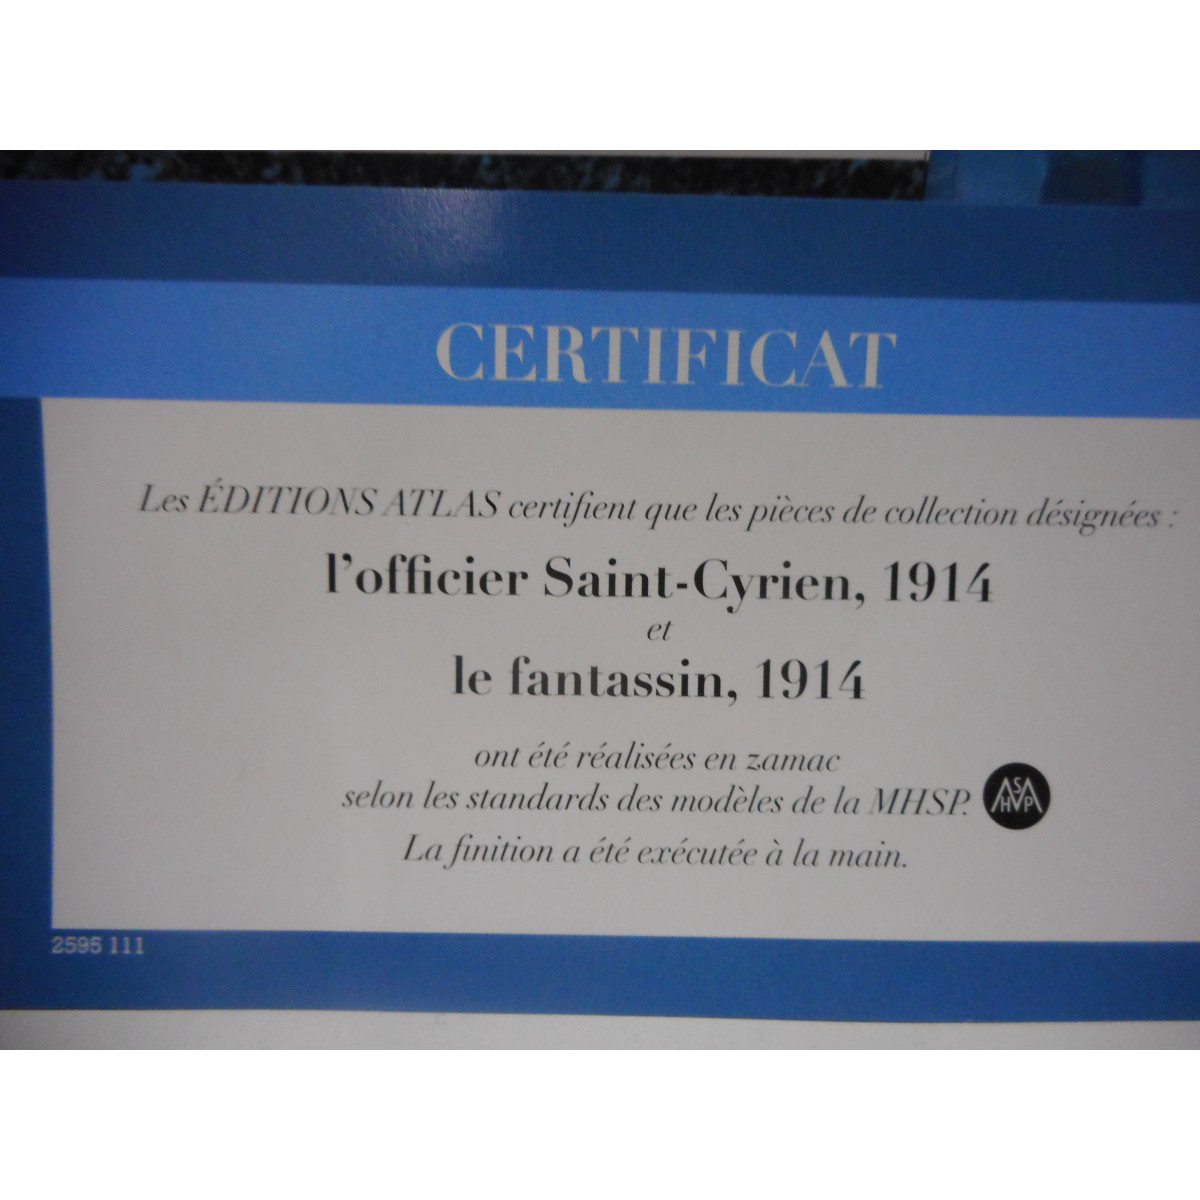 CERTIFICAT
Les ÉDITIONS ATLAS certifient que les pièces de collection désignées :
l'officier Saint-Cyrien, 1914
et
le fantassin, 1914
ont été réalisées en zamac
selon les standards des modèles de la MHSP.
La finition a été exécutée à la main.
2595 111